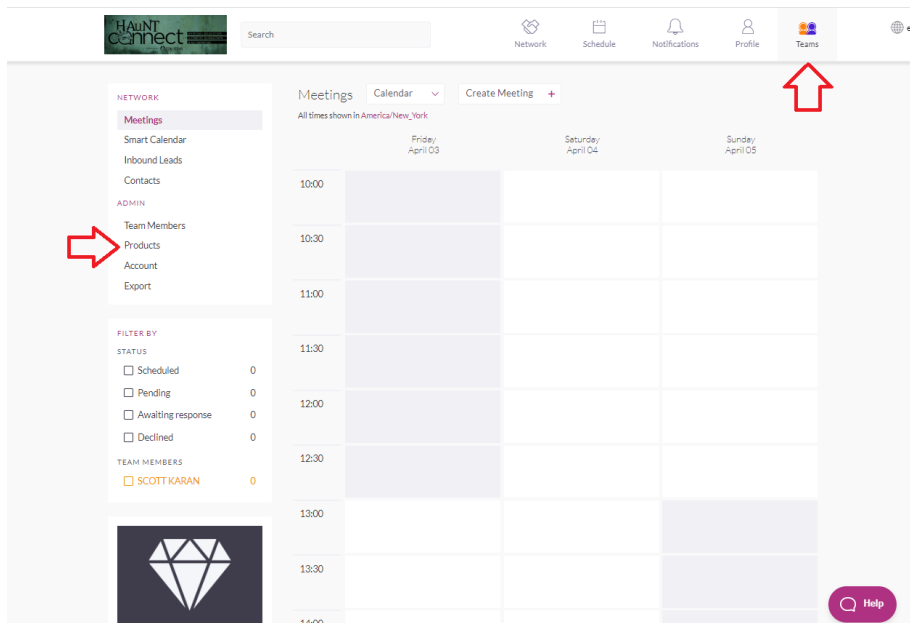 HAuNT
connect
Search
Network
Schedule
Notifications
Profile
Teams
NETWORK
Meetings
Smart Calendar
Inbound Leads
Contacts
ADMIN
Team Members
Products
Account
Export
FILTER BY
STATUS
Scheduled 0
Pending 0
Awaiting response 0
Declined 0
TEAM MEMBERS
SCOTT KARAN 0
Meetings Calendar Create Meeting +
All times shown in America/New_York
Friday
April 03
Saturday
April 04
Sunday
April 05
10:00
10:30
11:00
11:30
12:00
12:30
13:00
13:30
14:00
Help